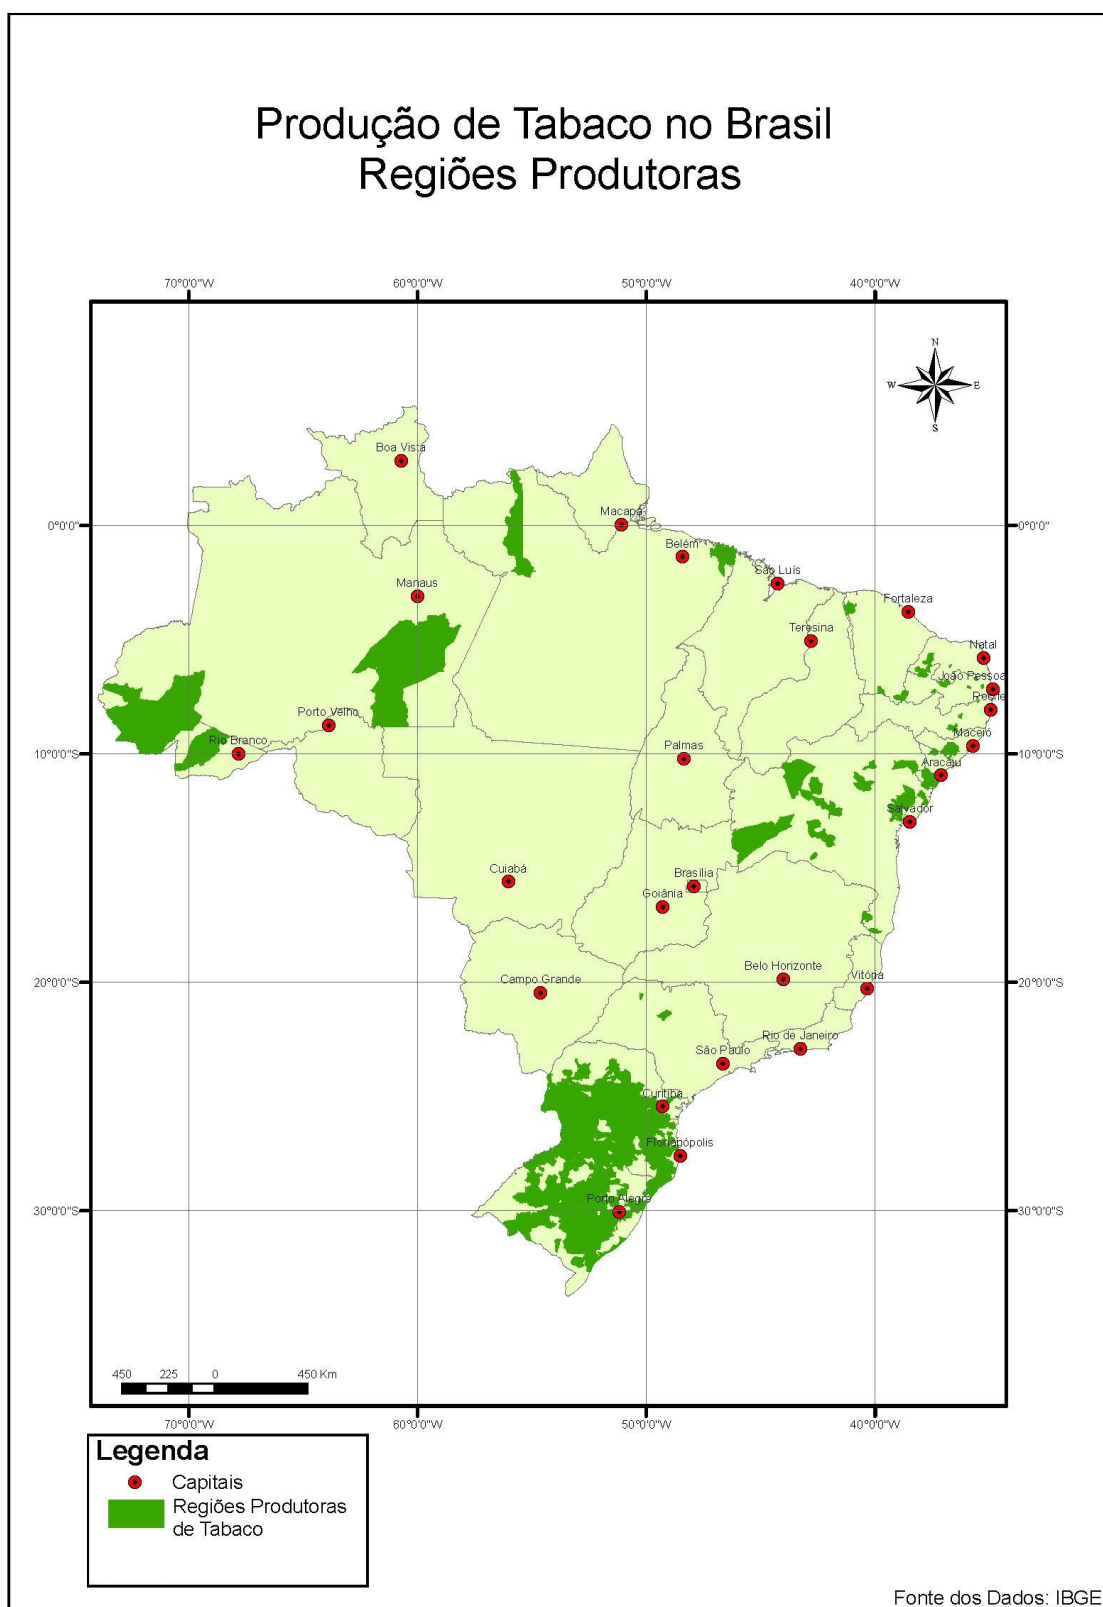 Produção de Tabaco no Brasil
Regiões Produtoras
70°0'0"W 60°0'0"W 50°0'0"W 40°0'0"W
N
W E
S
Boa Vista
Macapá
0°0'0" 0°0'0"
Belém
São Luís
Manaus
Fortaleza
Teresina
Natal
João Pessoa
Recife
Porto Velho
Maceió
Rio Branco
Palmas
10°0'0"S 10°0'0"S
Aracaju
Salvador
Cuiabá
Brasília
Goiânia
Belo Horizonte
Vitória
Campo Grande
20°0'0"S 20°0'0"S
Rio de Janeiro
São Paulo
Curitiba
Florianópolis
Porto Alegre
30°0'0"S 30°0'0"S
450 225 0 450 Km
70°0'0"W 60°0'0"W 50°0'0"W 40°0'0"W
Legenda
Capitais
Regiões Produtoras
de Tabaco
Fonte dos Dados: IBGE